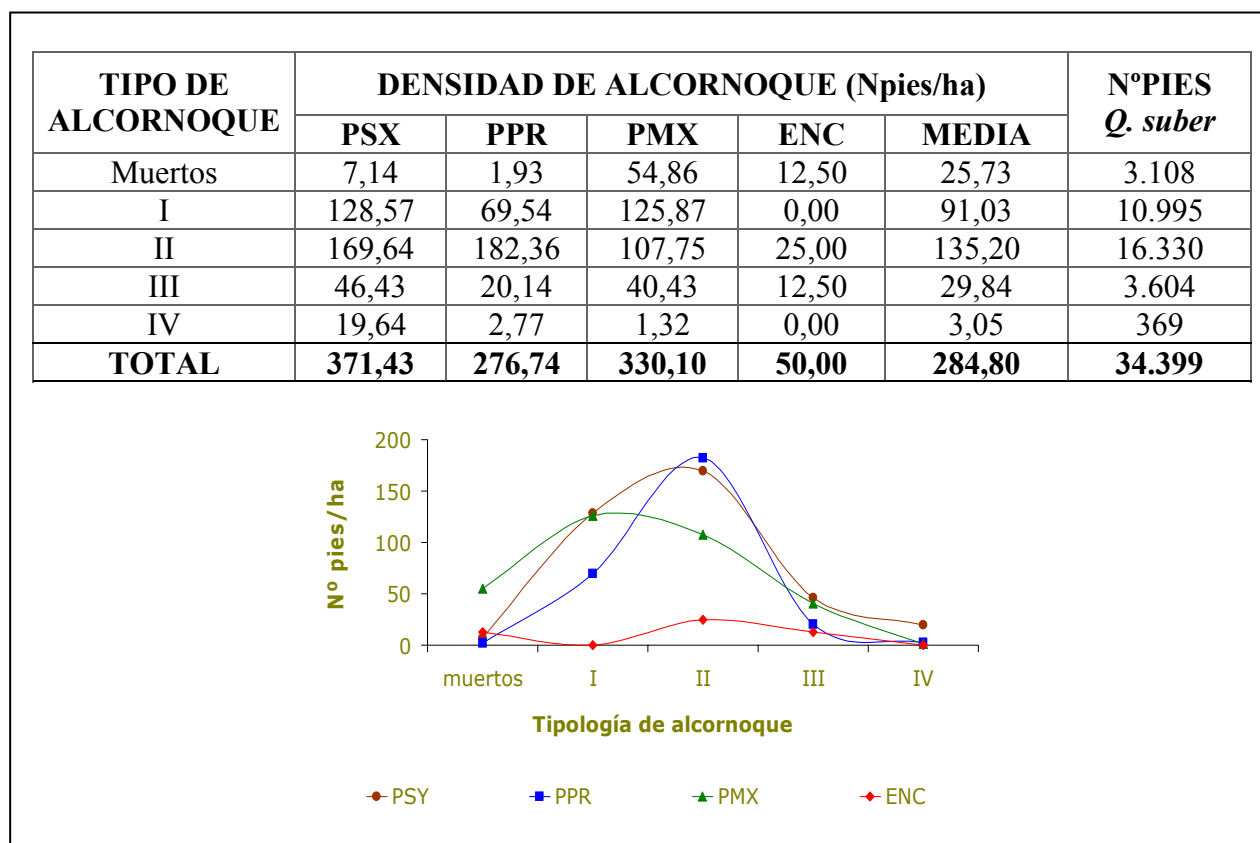 TIPO DE ALCORNOQUE DENSIDAD DE ALCORNOQUE (Npies/ha) NºPIES Q. suber
PSX PPR PMX ENC MEDIA
Muertos 7,14 1,93 54,86 12,50 25,73 3.108
I 128,57 69,54 125,87 0,00 91,03 10.995
II 169,64 182,36 107,75 25,00 135,20 16.330
III 46,43 20,14 40,43 12,50 29,84 3.604
IV 19,64 2,77 1,32 0,00 3,05 369
TOTAL 371,43 276,74 330,10 50,00 284,80 34.399
Nº pies/ha
200
150
100
50
0
muertos I II III IV
Tipología de alcornoque
PSY PPR PMX ENC